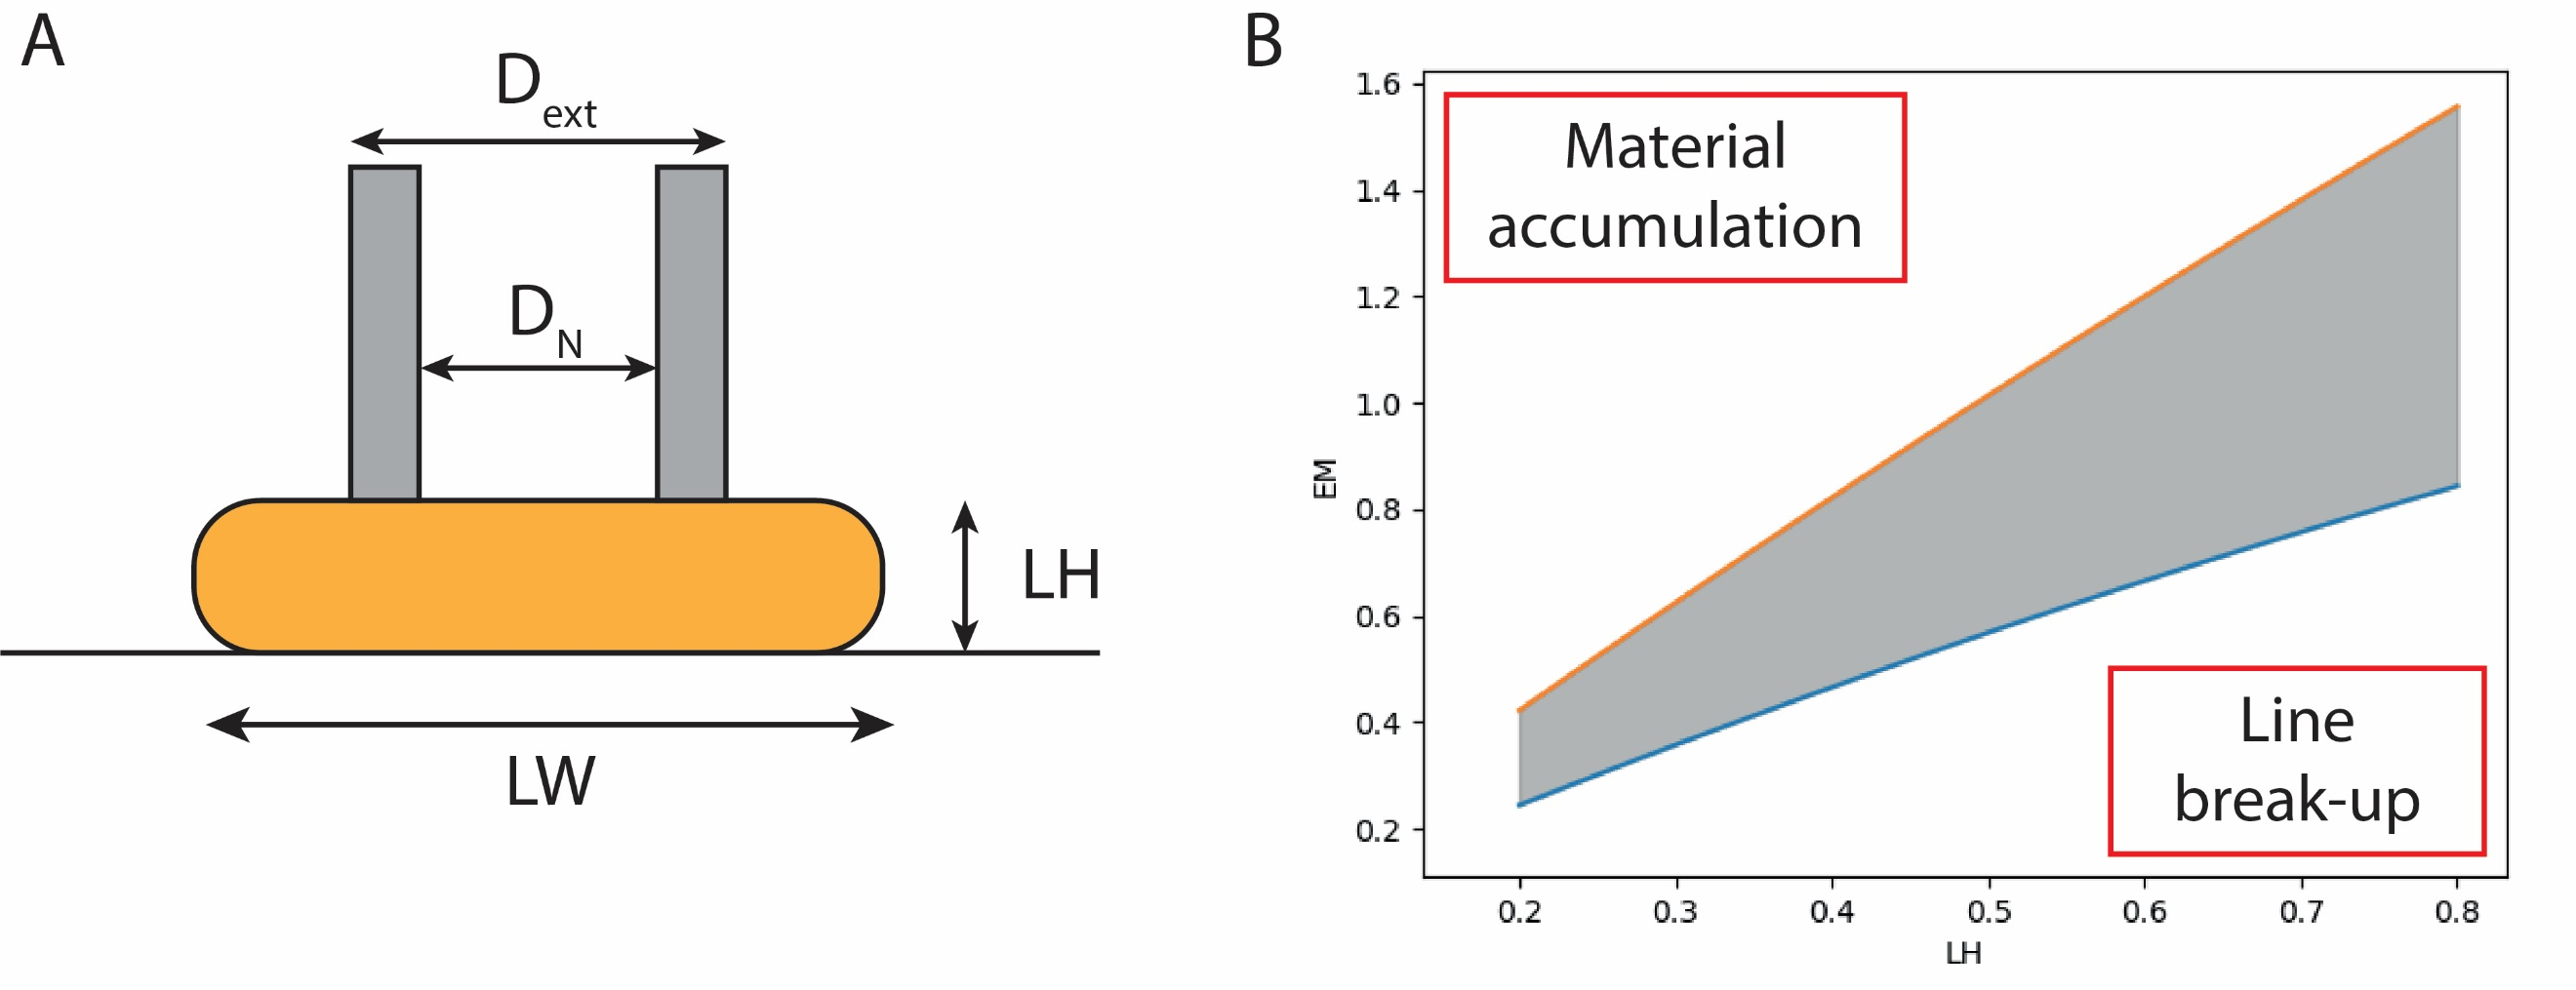 A
D ext
D N
LH
LW
B
1.6
1.4
1.2
1.0
0.8
0.6
0.4
0.2
EM
Material
accumulation
Line
break-up
0.2 0.3 0.4 0.5 0.6 0.7 0.8
LH